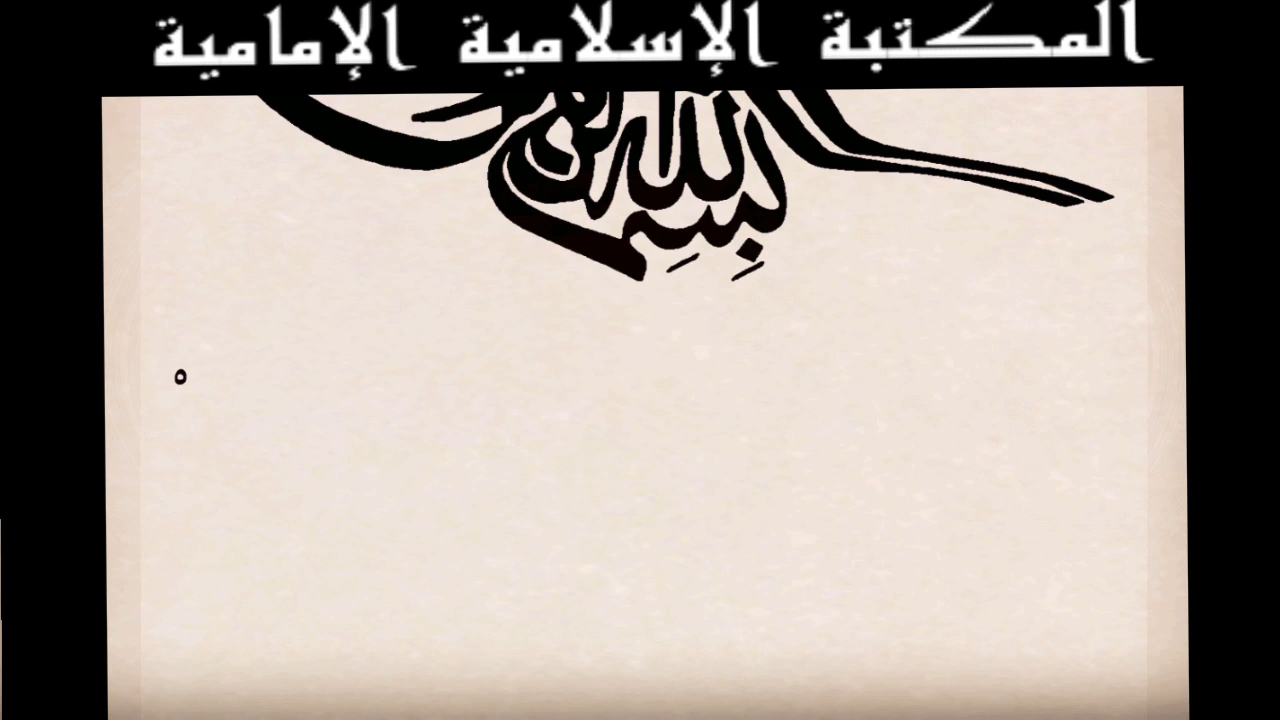 المكتبة الإسلامية الإمامية
بسم الله
ه